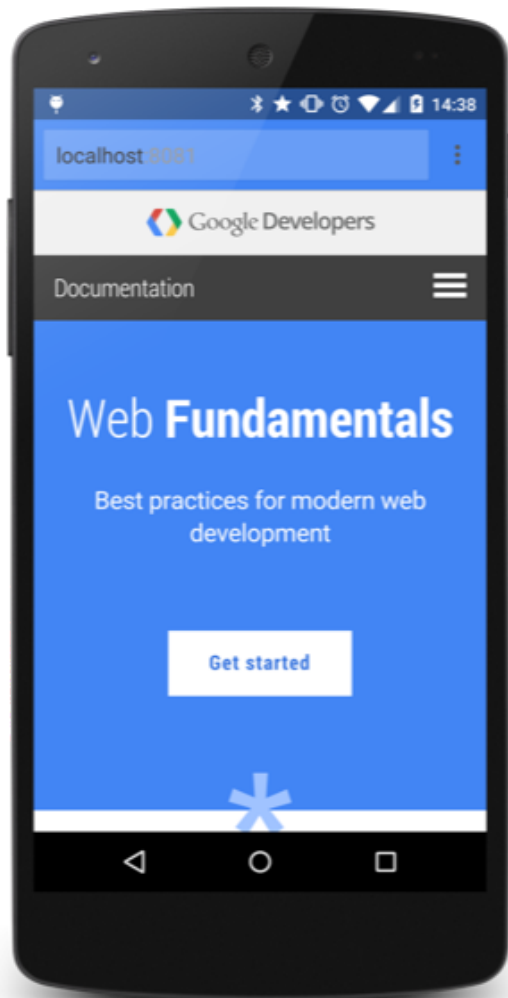 14:38
localhost:8081
Google Developers
Documentation
Web Fundamentals
Best practices for modern web
development
Get started
*